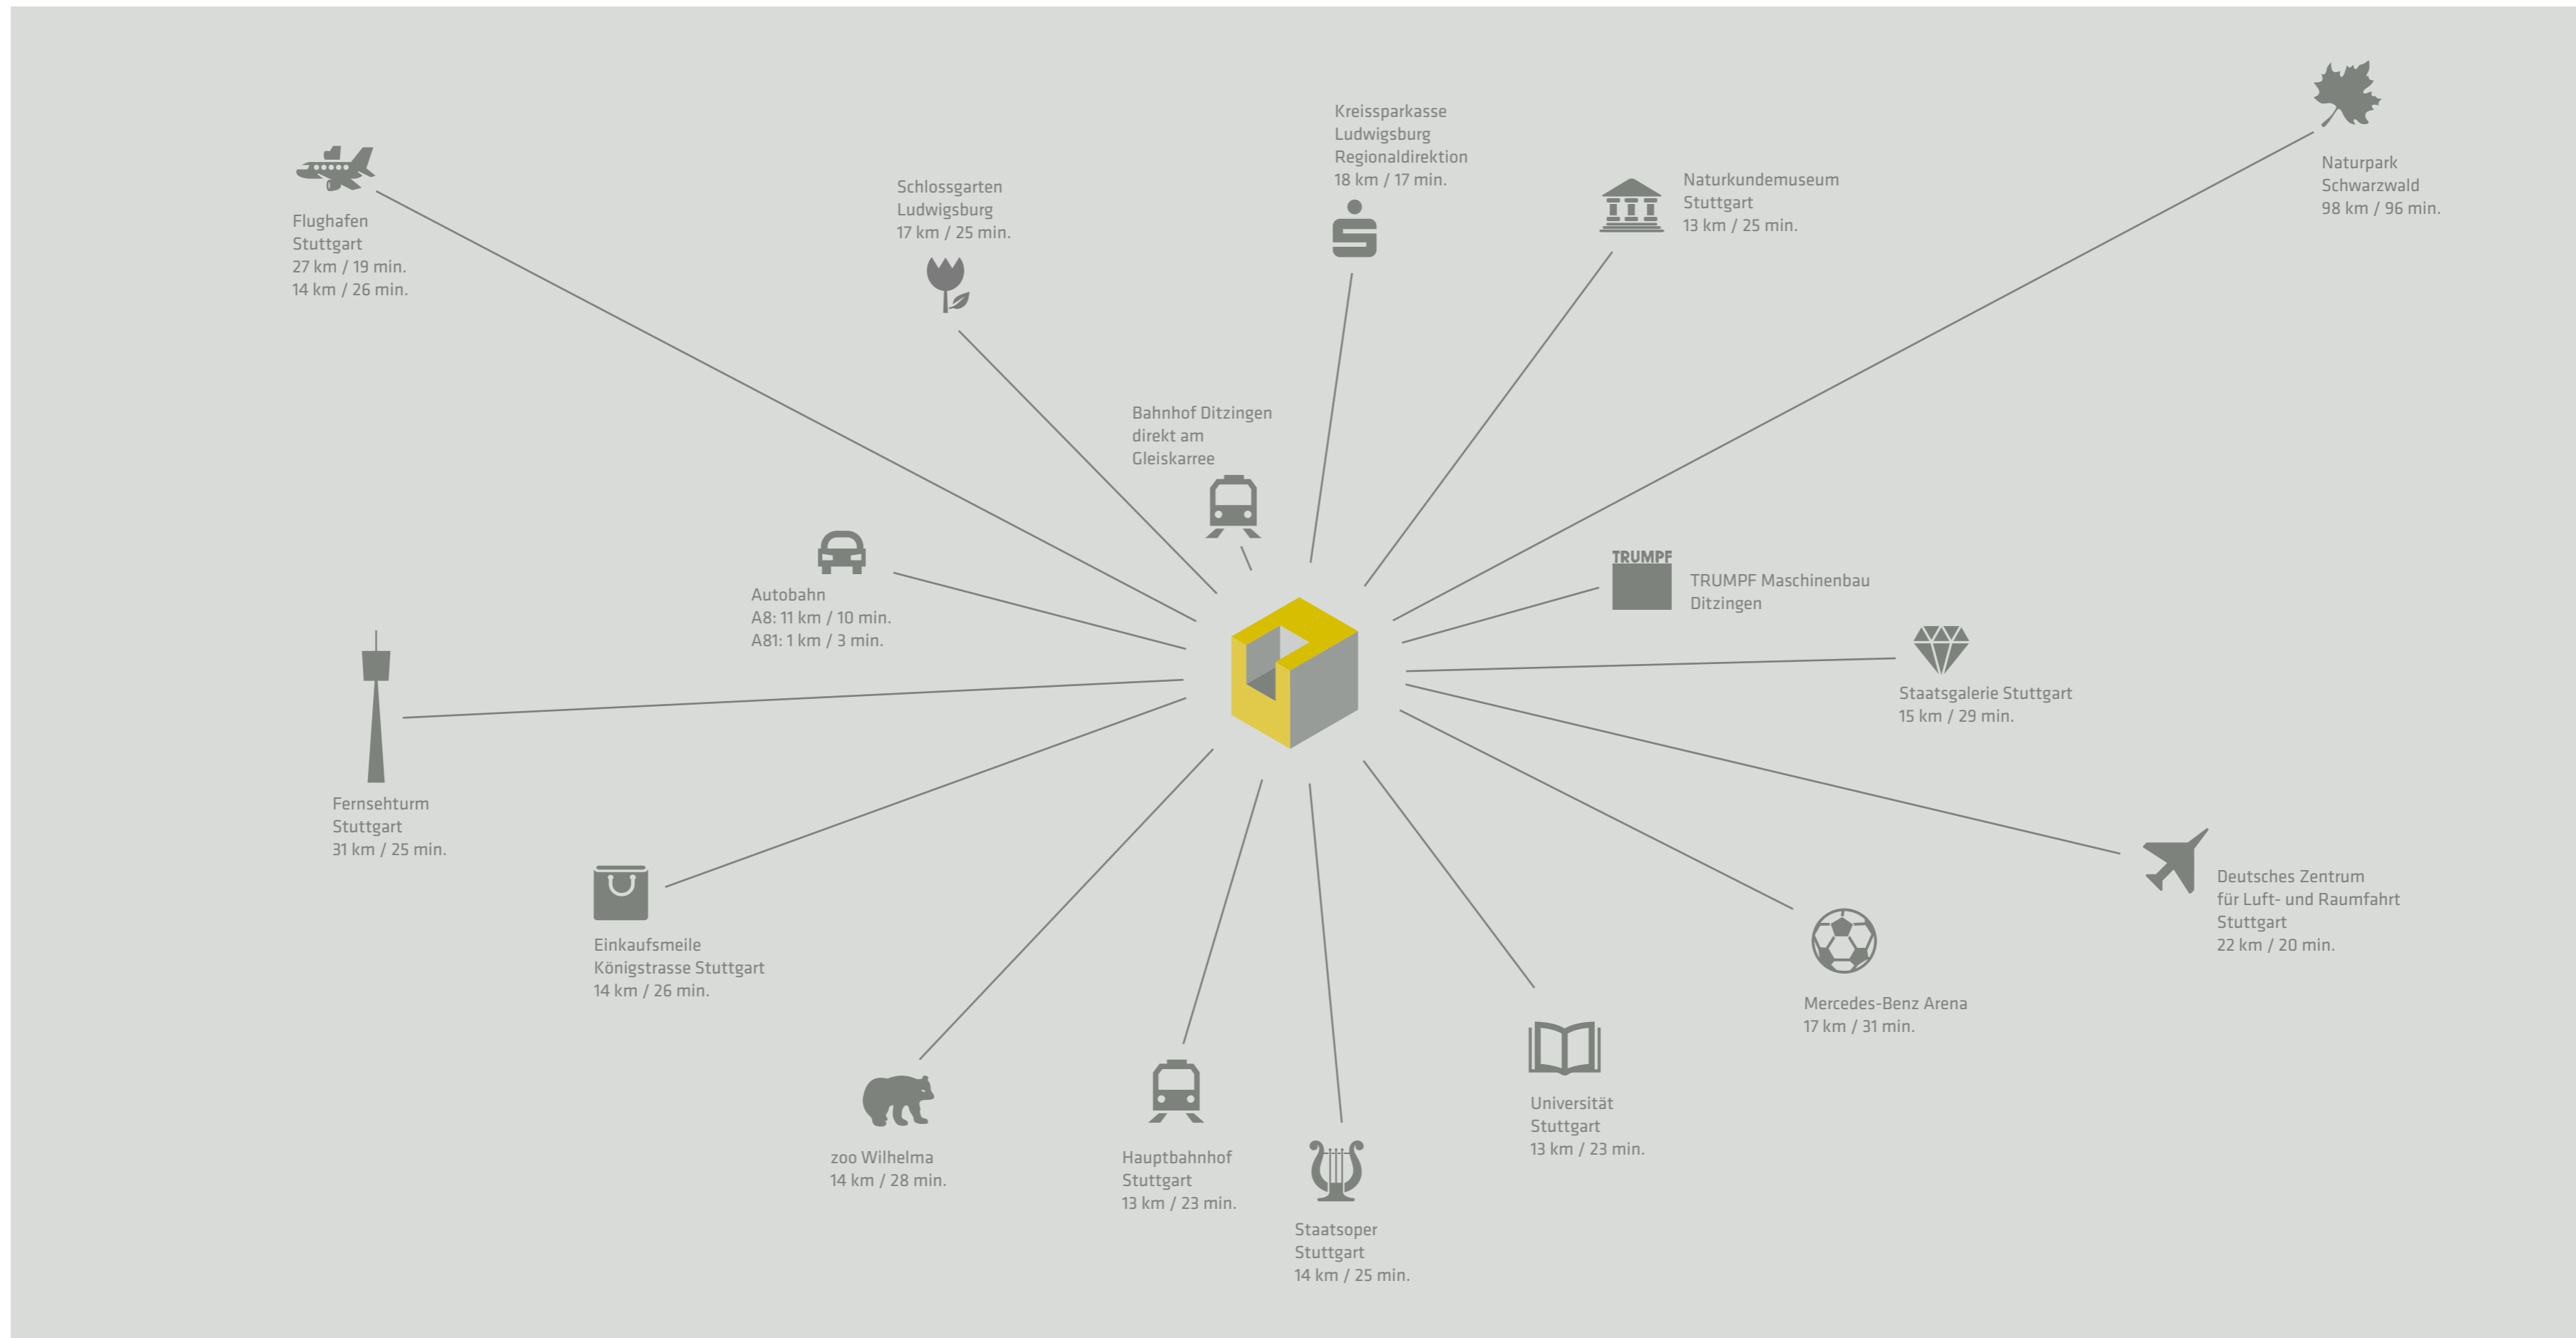 Kreissparkasse
Ludwigsburg
Regionaldirektion
18 km / 17 min.
Naturpark
Schwarzwald
98 km / 96 min.
Naturkundemuseum
Stuttgart
13 km / 25 min.
Schlossgarten
Ludwigsburg
17 km / 25 min.
Flughafen
Stuttgart
27 km / 19 min.
14 km / 26 min.
Bahnhof Ditzingen
direkt am
Gleiskarree
Autobahn
A8: 11 km / 10 min.
A81: 1 km / 3 min.
TRUMPF
TRUMPF Maschinenbau
Ditzingen
Staatsgalerie Stuttgart
15 km / 29 min.
Fernsehturm
Stuttgart
31 km / 25 min.
Deutsches Zentrum
für Luft- und Raumfahrt
Stuttgart
22 km / 20 min.
Einkaufsmeile
Königstrasse Stuttgart
14 km / 26 min.
Mercedes-Benz Arena
17 km / 31 min.
Universität
Stuttgart
13 km / 23 min.
zoo Wilhelma
14 km / 28 min.
Hauptbahnhof
Stuttgart
13 km / 23 min.
Staatsoper
Stuttgart
14 km / 25 min.